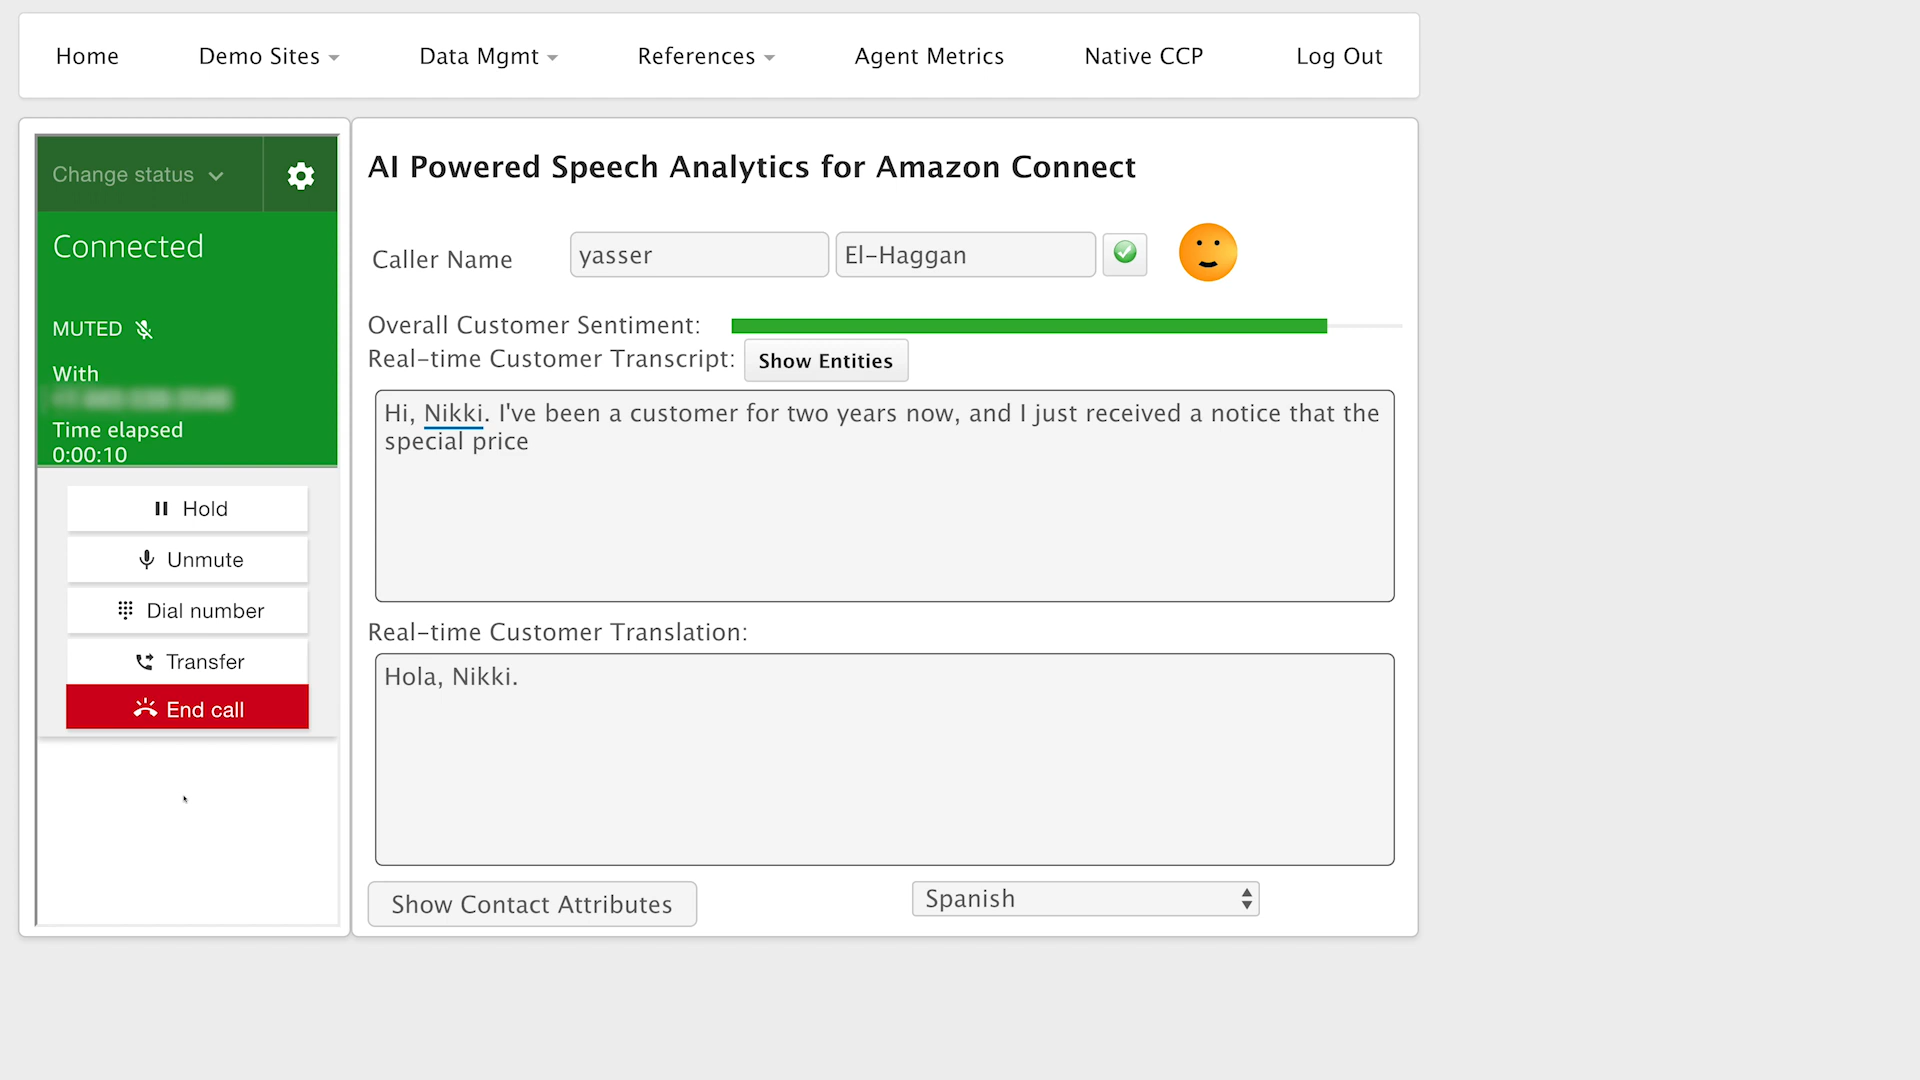 Home Demo Sites Data Mgmt References Agent Metrics Native CCP Log Out
Change status
Connected
MUTED
With
Time elapsed
0:00:10
Hold
Unmute
Dial number
Transfer
End call
AI Powered Speech Analytics for Amazon Connect
Caller Name yasser El-Haggan
Overall Customer Sentiment:
Real-time Customer Transcript: Show Entities
Hi, Nikki. I've been a customer for two years now, and I just received a notice that the
special price
Real-time Customer Translation:
Hola, Nikki.
Show Contact Attributes Spanish